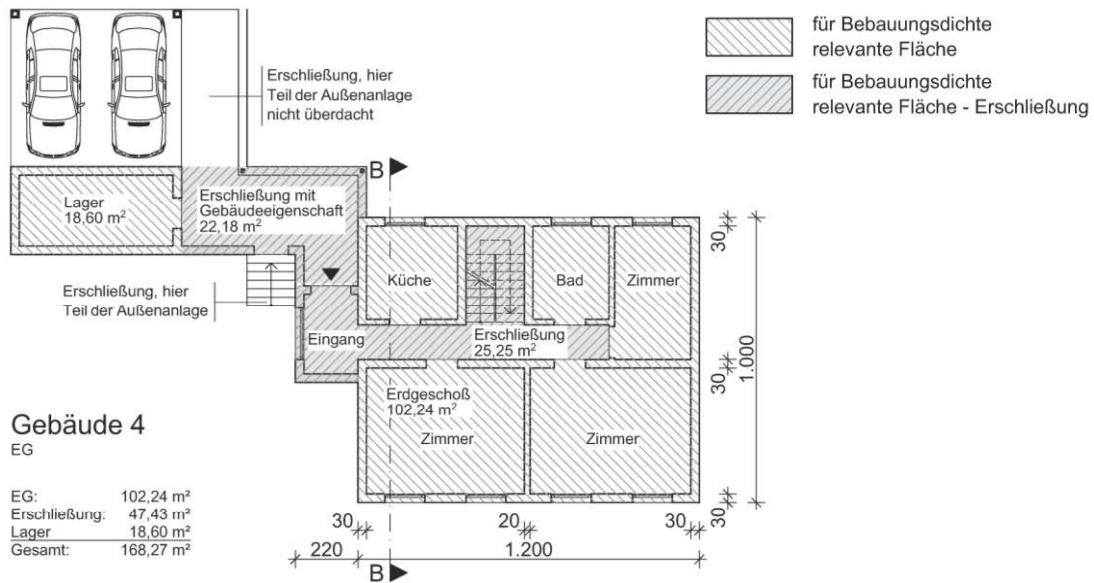 für Bebauungsdichte
relevante Fläche
für Bebauungsdichte
relevante Fläche - Erschließung
Erschließung, hier
Teil der Außenanlage
nicht überdacht
B
Lager
18,60 m²
Erschließung mit
Gebäudeeigenschaft
22,18 m²
Erschließung, hier
Teil der Außenanlage
Küche
Bad
Zimmer
Eingang
Erschließung
25,25 m²
Erdgeschoß
102,24 m²
Zimmer
Zimmer
30
30
1.000
30
Gebäude 4
EG
EG: 102,24 m²
Erschließung: 47,43 m²
Lager 18,60 m²
Gesamt: 168,27 m²
30
20
30
220
1.200
B